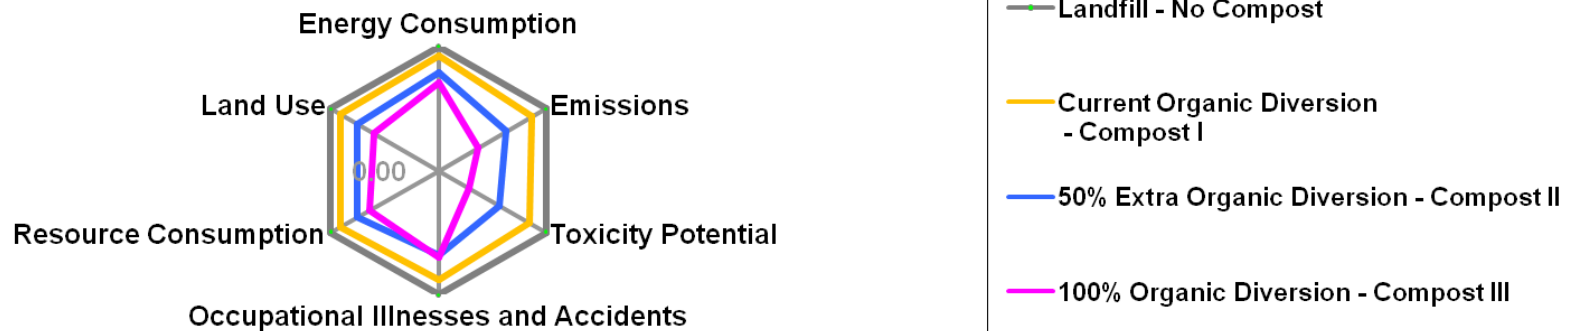 Energy Consumption
Land Use
Emissions
0.00
Resource Consumption
Toxicity Potential
Occupational Illnesses and Accidents
Landfill - No Compost
Current Organic Diversion
- Compost I
50% Extra Organic Diversion - Compost II
100% Organic Diversion - Compost III